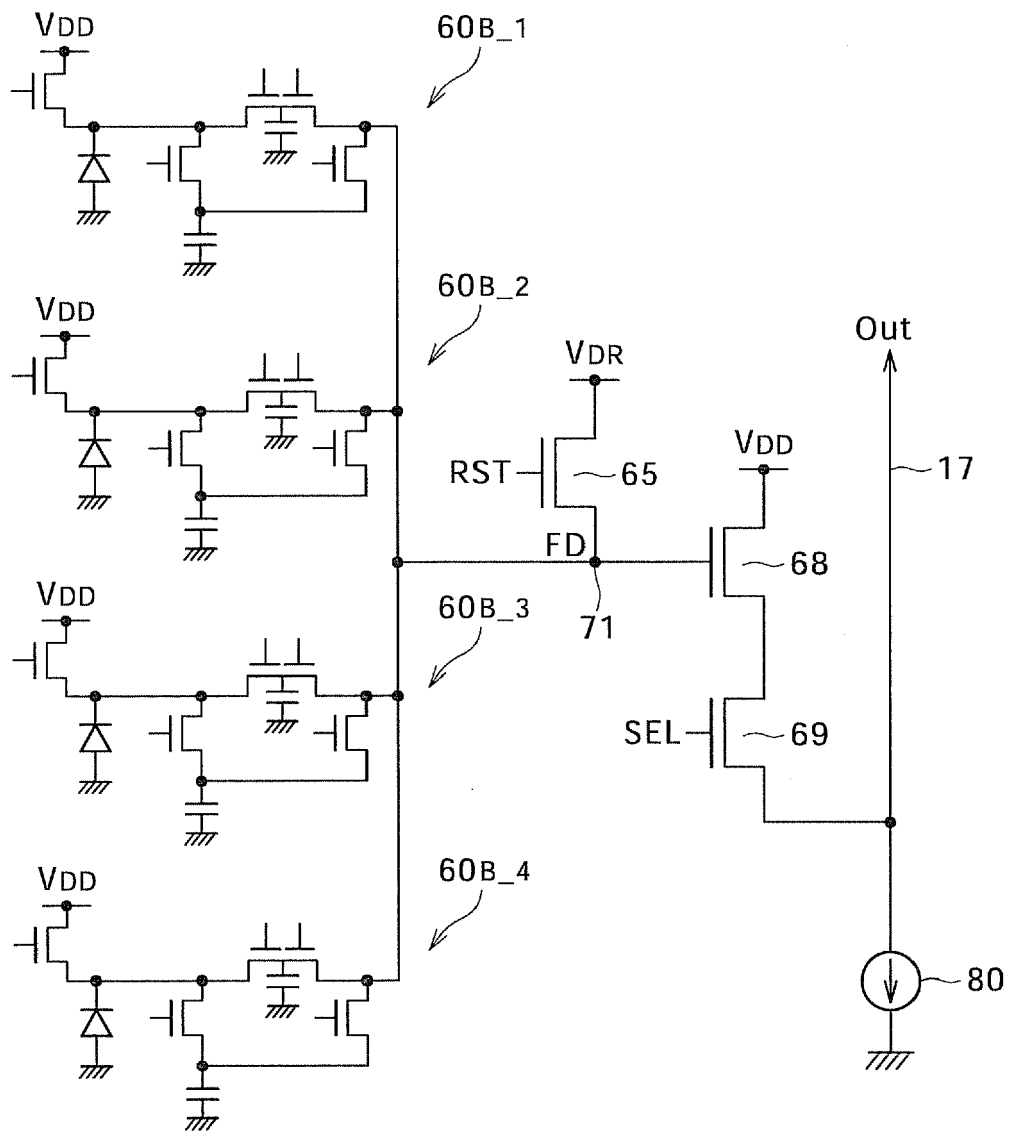 VDD
60B_1
VDD
60B_2
Out
VDR
RST
65
VDD
17
FD
68
71
VDD
60B_3
SEL
69
VDD
60B_4
80